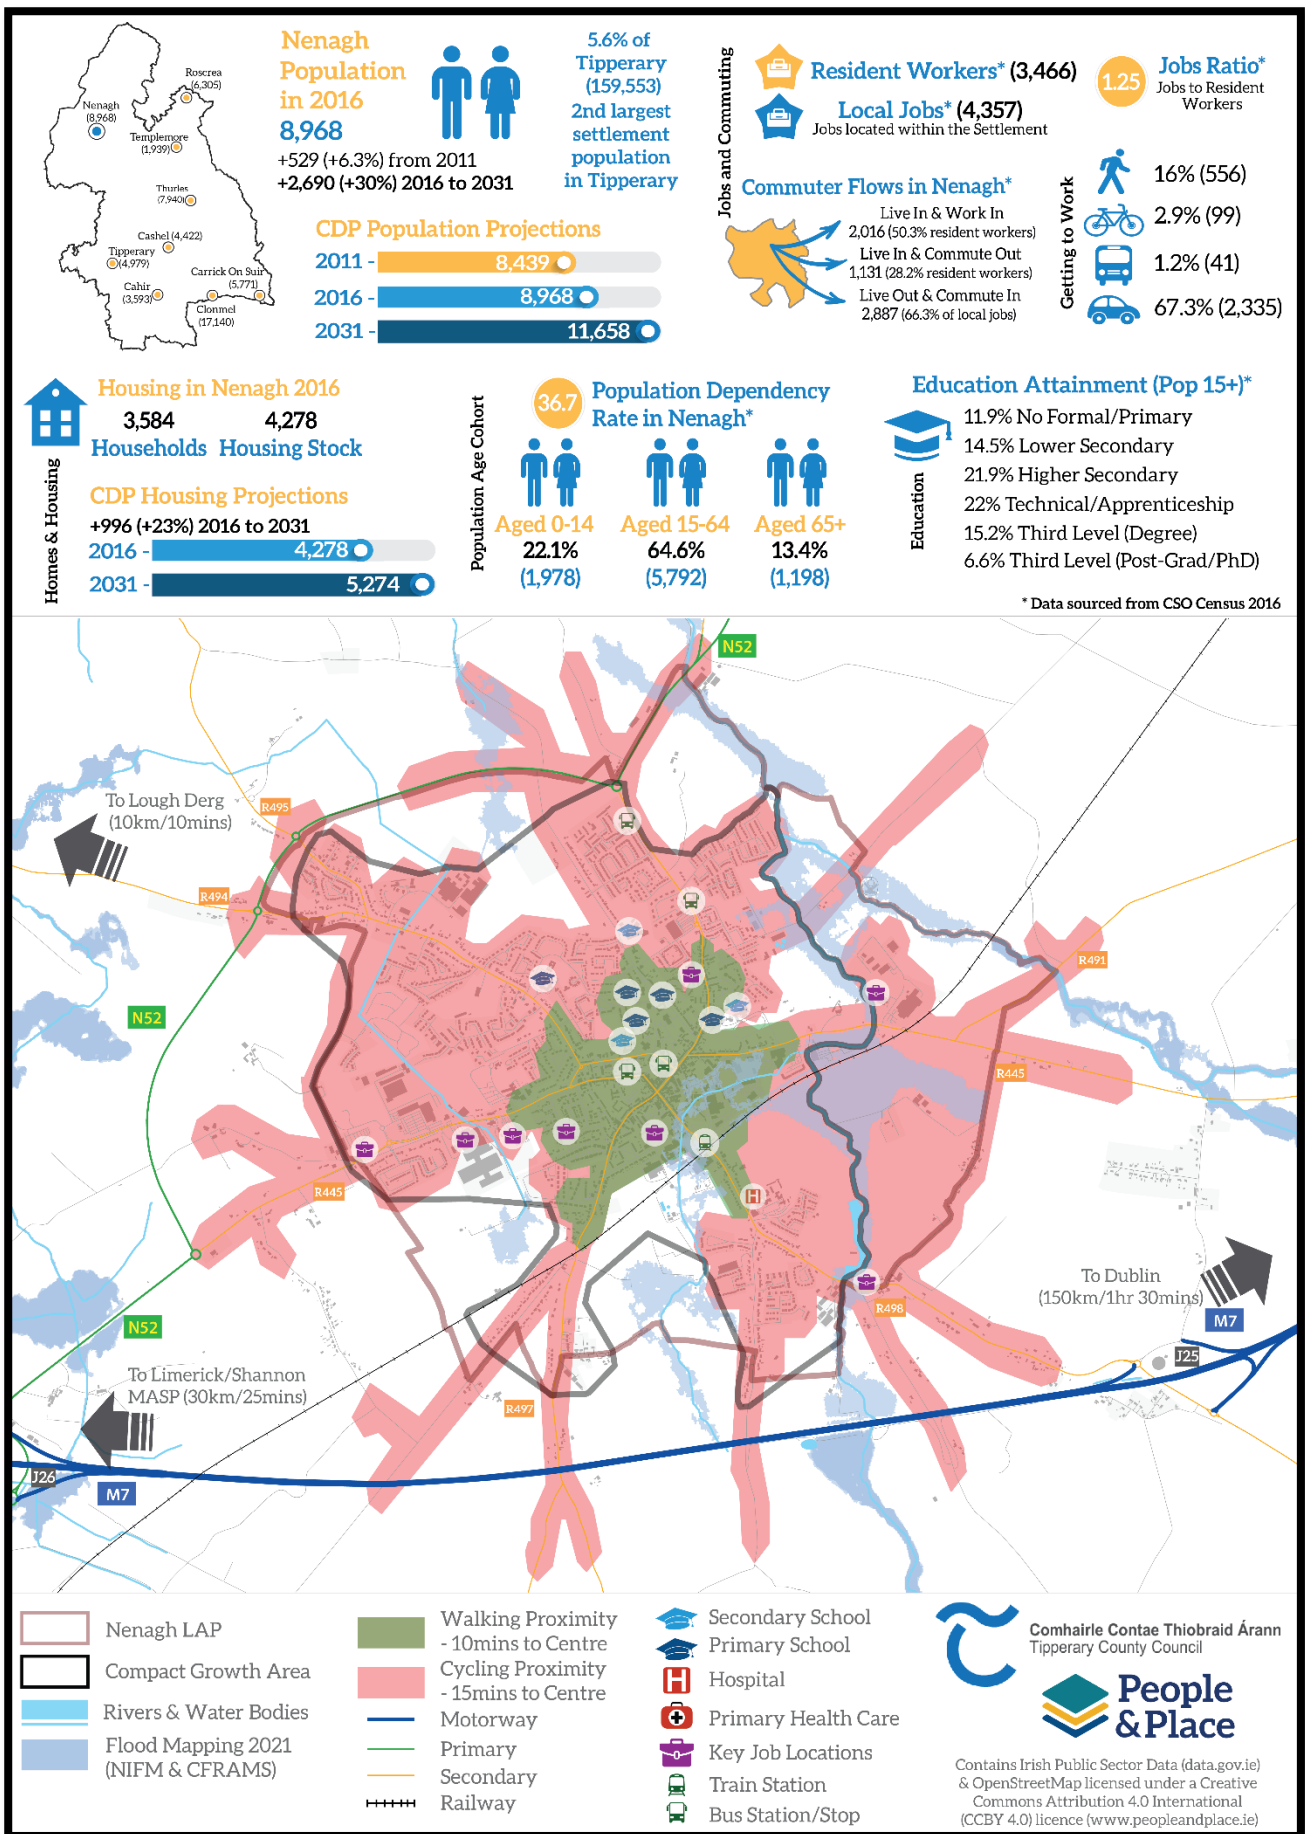 Roscrea
(6,305)
Nenagh
(8,968)
Templemore
(1,939)
Thurles
(7,940)
Cashel (4,422)
Tipperary
(4,979)
Carrick On Suir
(5,771)
Cahir
(3,593)
Clonmel
(17,140)
Nenagh
Population
in 2016
8,968
+529 (+6.3%) from 2011
+2,690 (+30%) 2016 to 2031
5.6% of
Tipperary
(159,553)
2nd largest
settlement
population
in Tipperary
CDP Population Projections
2011 - 8,439
2016 - 8,968
2031 - 11,658
Jobs and Commuting
Resident Workers* (3,466)
Local Jobs* (4,357)
Jobs located within the Settlement
1.25
Jobs Ratio*
Jobs to Resident
Workers
Commuter Flows in Nenagh*
Live In & Work In
2,016 (50.3% resident workers)
Live In & Commute Out
1,131 (28.2% resident workers)
Live Out & Commute In
2,887 (66.3% of local jobs)
Getting to Work
16% (556)
2.9% (99)
1.2% (41)
67.3% (2,335)
Homes & Housing
Housing in Nenagh 2016
3,584 4,278
Households Housing Stock
CDP Housing Projections
+996 (+23%) 2016 to 2031
2016 - 4,278
2031 - 5,274
Population Age Cohort
36.7
Population Dependency
Rate in Nenagh*
Aged 0-14 Aged 15-64 Aged 65+
22.1% 64.6% 13.4%
(1,978) (5,792) (1,198)
Education
Education Attainment (Pop 15+)*
11.9% No Formal/Primary
14.5% Lower Secondary
21.9% Higher Secondary
22% Technical/Apprenticeship
15.2% Third Level (Degree)
6.6% Third Level (Post-Grad/PhD)
* Data sourced from CSO Census 2016
N52
To Lough Derg
(10km/10mins)
R495
R494
R491
N52
R445
R445
To Dublin
(150km/1hr 30mins)
R498
M7
N52
J25
To Limerick/Shannon
MASP (30km/25mins)
R497
J26
M7
H
Nenagh LAP
Compact Growth Area
Rivers & Water Bodies
Flood Mapping 2021
(NIFM & CFRAMS)
Walking Proximity
- 10mins to Centre
Cycling Proximity
- 15mins to Centre
Motorway
Primary
Secondary
Railway
Secondary School
Primary School
H Hospital
Primary Health Care
Key Job Locations
Train Station
Bus Station/Stop
Comhairle Contae Thiobraid Árann
Tipperary County Council
People
&Place
Contains Irish Public Sector Data (data.gov.ie)
& OpenStreetMap licensed under a Creative
Commons Attribution 4.0 International
(CCBY 4.0) licence (www.peopleandplace.ie)